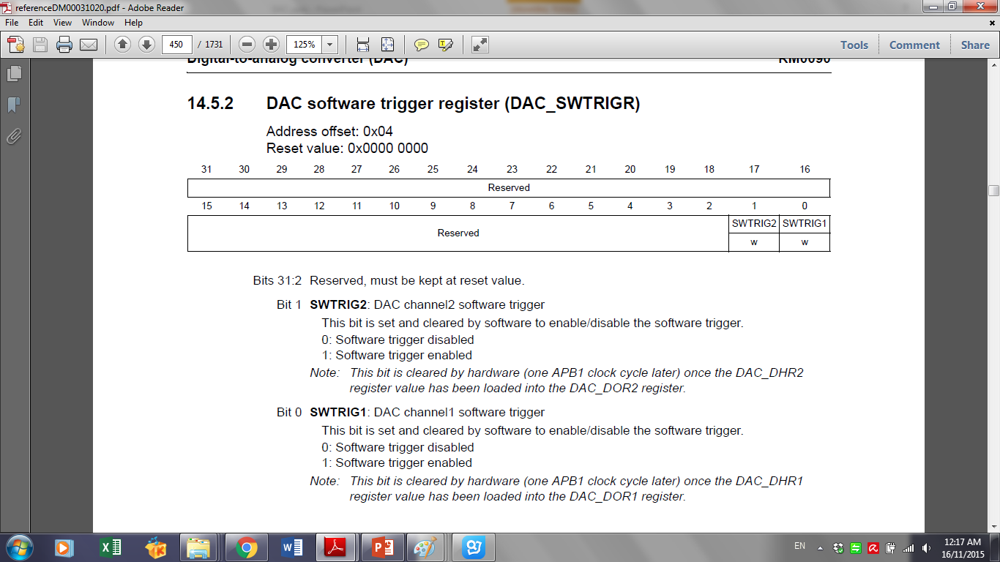 referenceDM00031020.pdf - Adobe Reader
File Edit View Window Help
450 / 1731 125% Tools Comment Share
Digital-to-analog converter (DAC) RM0090
14.5.2 DAC software trigger register (DAC_SWTRIGR)
Address offset: 0x04
Reset value: 0x0000 0000
31 30 29 28 27 26 25 24 23 22 21 20 19 18 17 16
Reserved
15 14 13 12 11 10 9 8 7 6 5 4 3 2 1 0
Reserved SWTRIG2 SWTRIG1
w w
Bits 31:2 Reserved, must be kept at reset value.
Bit 1 SWTRIG2: DAC channel2 software trigger
This bit is set and cleared by software to enable/disable the software trigger.
0: Software trigger disabled
1: Software trigger enabled
Note: This bit is cleared by hardware (one APB1 clock cycle later) once the DAC_DHR2
register value has been loaded into the DAC_DOR2 register.
Bit 0 SWTRIG1: DAC channel1 software trigger
This bit is set and cleared by software to enable/disable the software trigger.
0: Software trigger disabled
1: Software trigger enabled
Note: This bit is cleared by hardware (one APB1 clock cycle later) once the DAC_DHR1
register value has been loaded into the DAC_DOR1 register.
EN 12:17 AM
16/11/2015